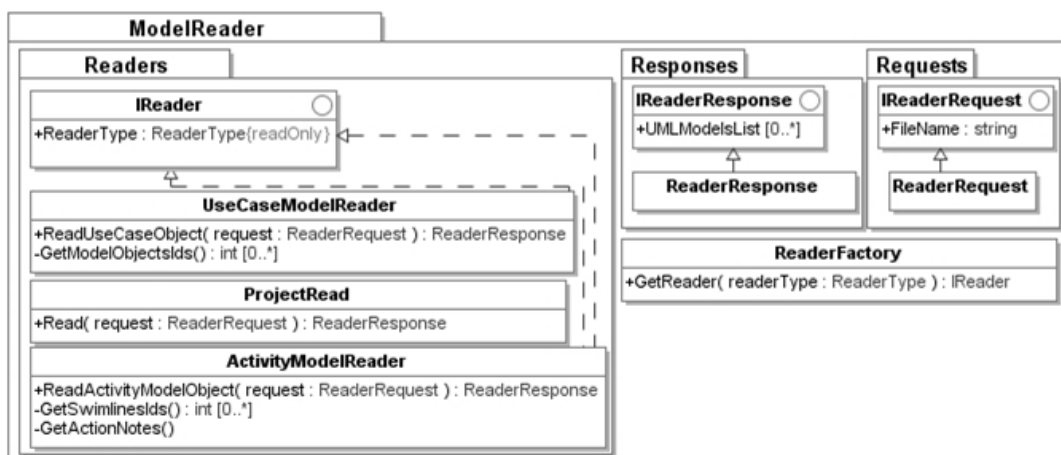 ModelReader
Readers
IReader
+ReaderType : ReaderType{readOnly}
UseCaseModelReader
+ReadUseCaseObject( request : ReaderRequest ) : ReaderResponse
-GetModelObjectsIds() : int [0..*]
ProjectRead
+Read( request : ReaderRequest ) : ReaderResponse
ActivityModelReader
+ReadActivityModelObject( request : ReaderRequest ) : ReaderResponse
-GetSwimlinesIds() : int [0..*]
-GetActionNotes()
Responses
IReaderResponse
+UMLModelsList [0..*]
ReaderResponse
Requests
IReaderRequest
+FileName : string
ReaderRequest
ReaderFactory
+GetReader( readerType : ReaderType ) : IReader